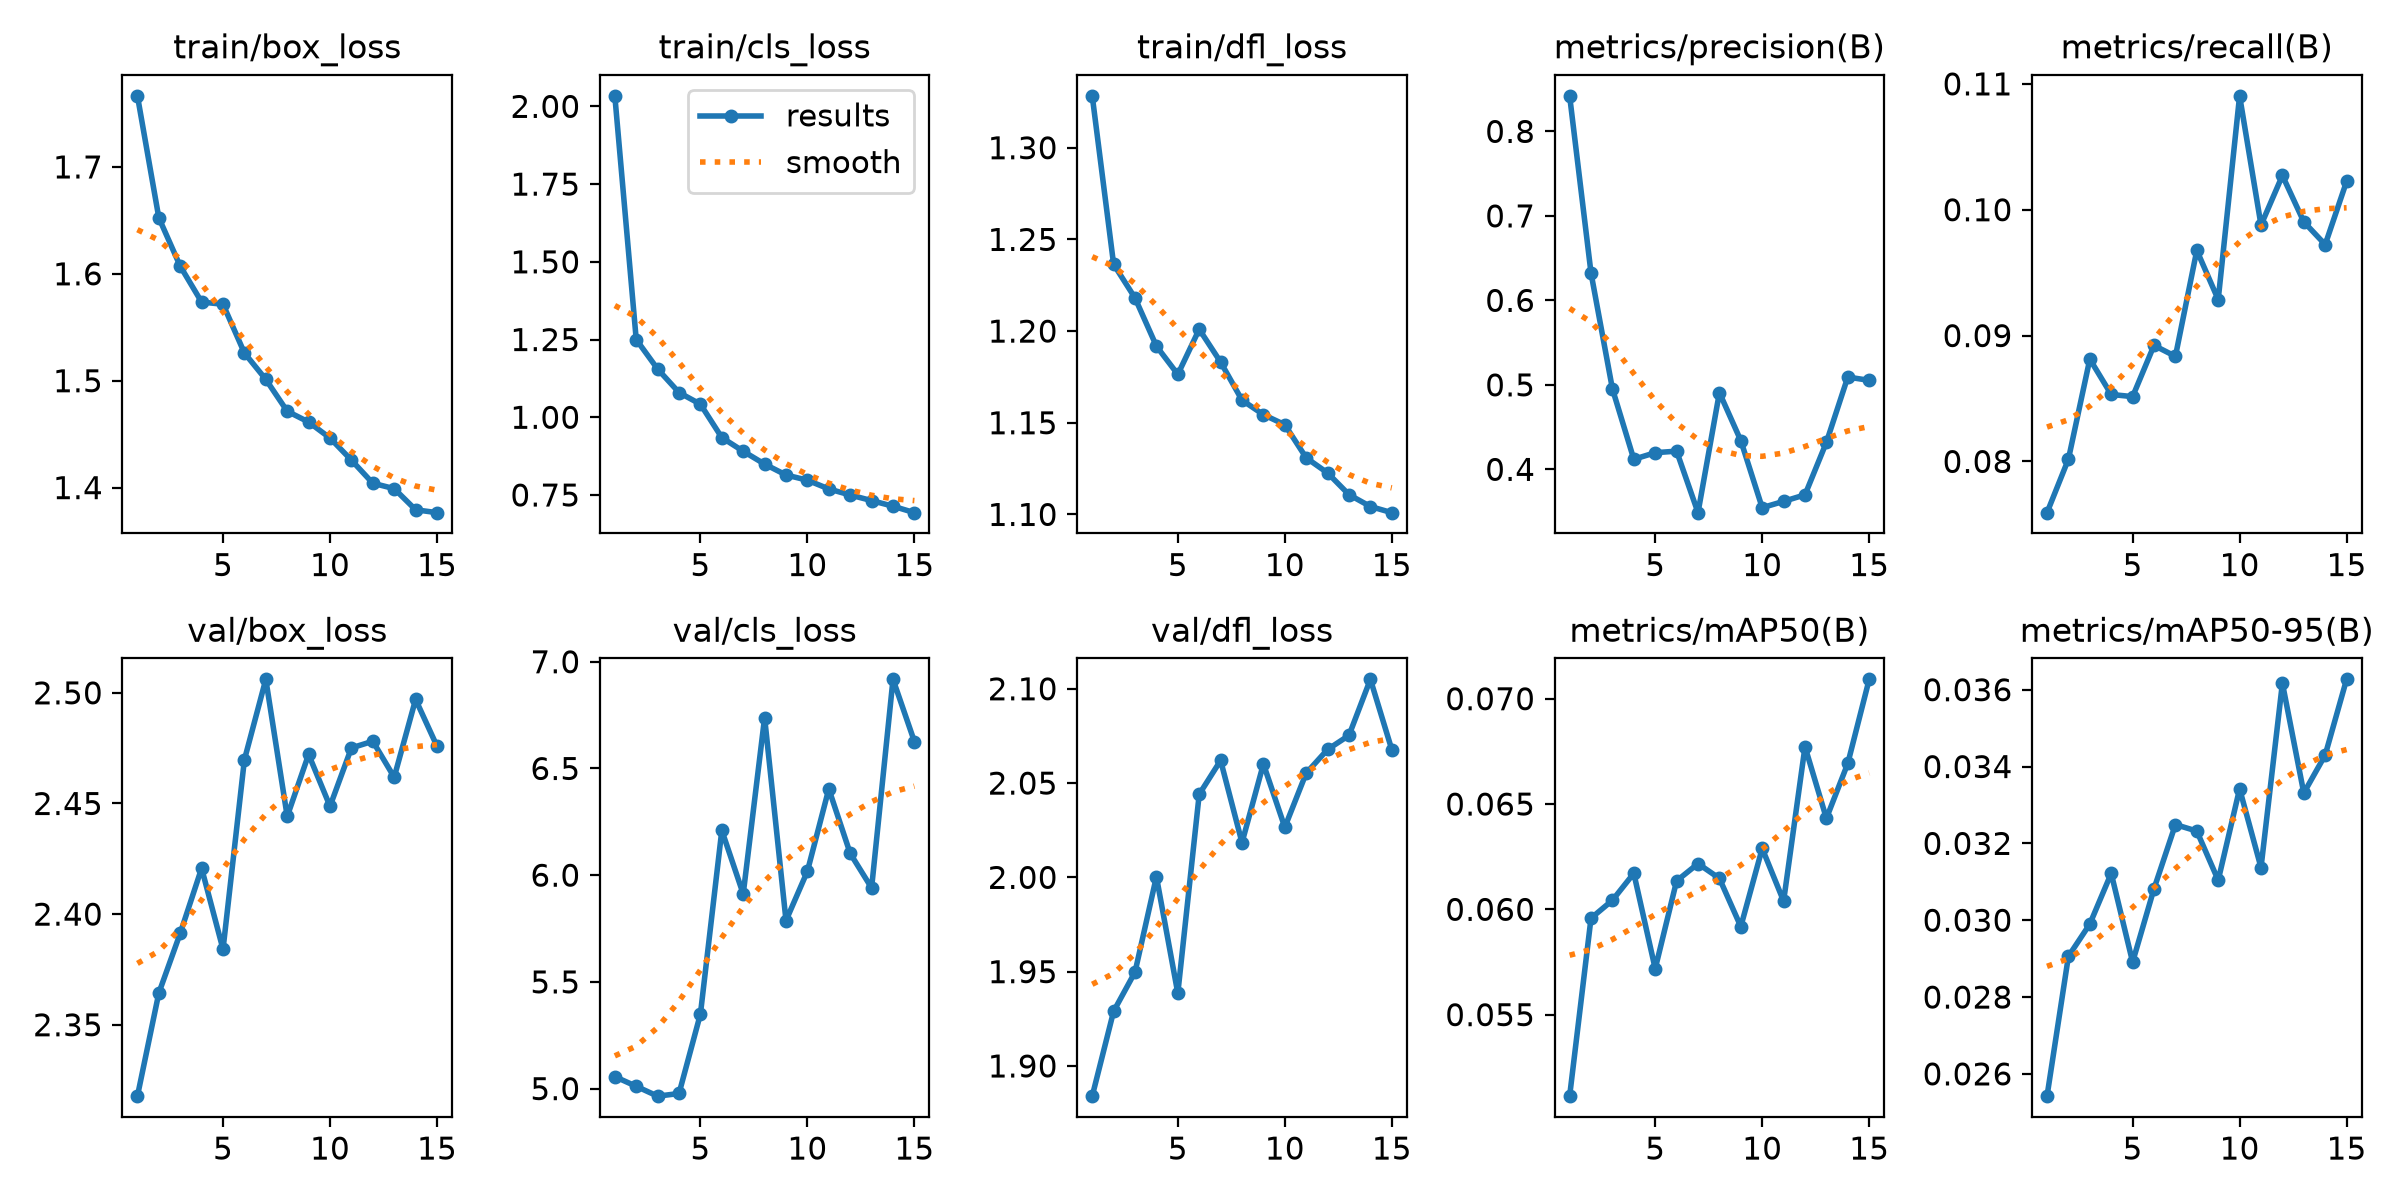 train/box_loss
train/cls_loss
train/dfl_loss
metrics/precision(B)
metrics/recall(B)
1.7
1.6
1.5
1.4
5 10 15
2.00
1.75
1.50
1.25
1.00
0.75
results
smooth
5 10 15
1.30
1.25
1.20
1.15
1.10
5 10 15
0.8
0.7
0.6
0.5
0.4
5 10 15
0.11
0.10
0.09
0.08
5 10 15
val/box_loss
val/cls_loss
val/dfl_loss
metrics/mAP50(B)
metrics/mAP50-95(B)
2.50
2.45
2.40
2.35
5 10 15
7.0
6.5
6.0
5.5
5.0
5 10 15
2.10
2.05
2.00
1.95
1.90
5 10 15
0.070
0.065
0.060
0.055
5 10 15
0.036
0.034
0.032
0.030
0.028
0.026
5 10 15